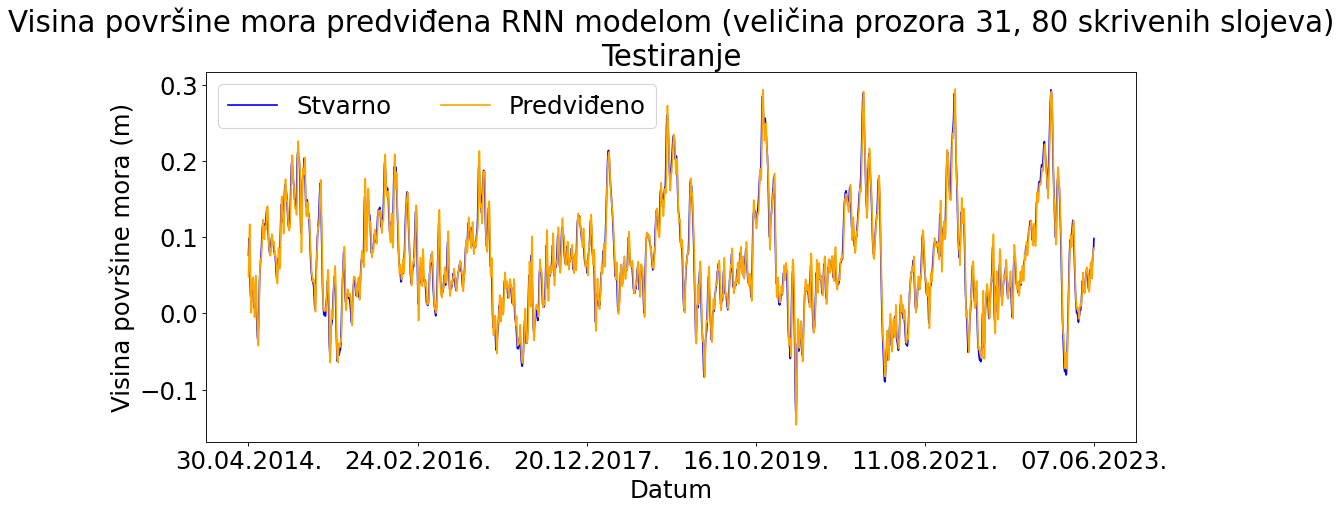 Visina površine mora predviđena RNN modelom (veličina prozora 31, 80 skrivenih slojeva)
Testiranje
Stvarno
Predviđeno
Visina površine mora (m)
0.3
0.2
0.1
0.0
−0.1
30.04.2014.
24.02.2016.
20.12.2017.
16.10.2019.
11.08.2021.
07.06.2023.
Datum